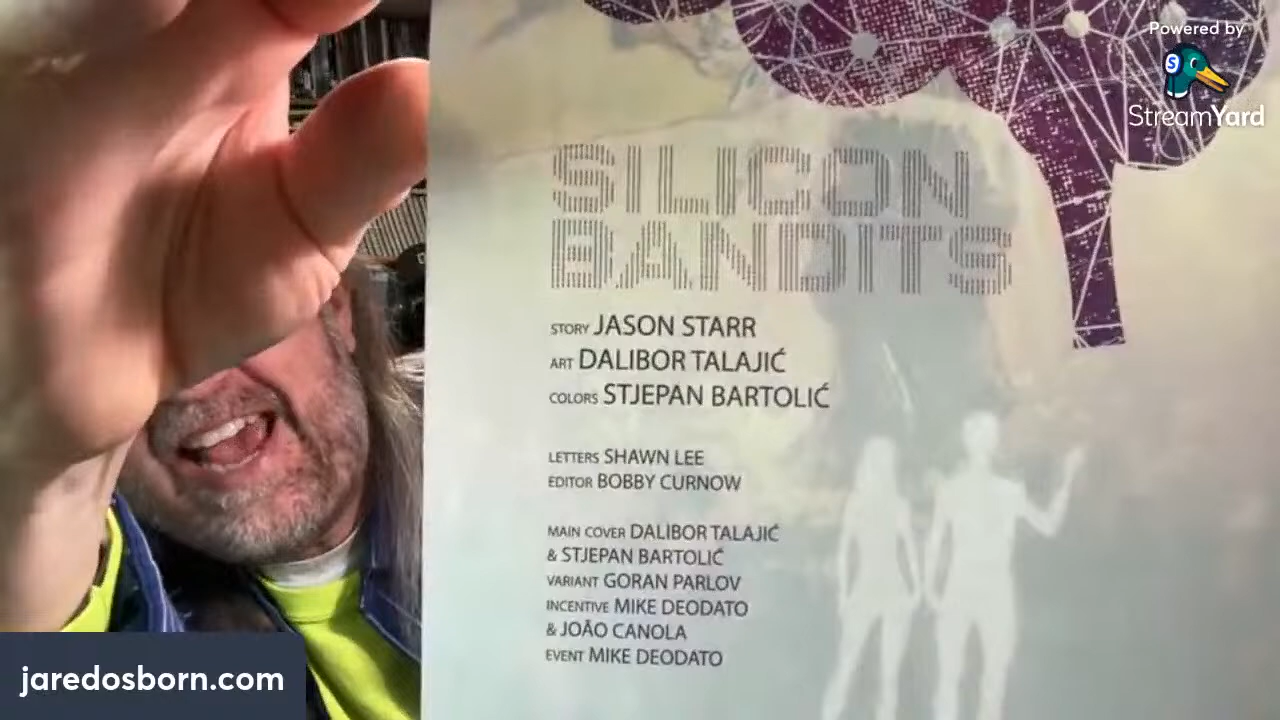 Powered by
S
StreamYard
SILICON
BANDITS
STORY JASON STARR
ART DALIBOR TALAJIĆ
COLORS STJEPAN BARTOLIĆ
LETTERS SHAWN LEE
EDITOR BOBBY CURNOW
MAIN COVER DALIBOR TALAJIĆ
& STJEPAN BARTOLIĆ
VARIANT GORAN PARLOV
INCENTIVE MIKE DEODATO
& JOÃO CANOLA
EVENT MIKE DEODATO
jaredosborn.com